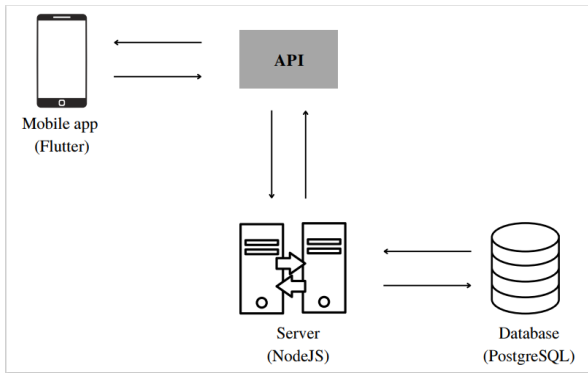 API
Mobile app
(Flutter)
Server
(NodeJS)
Database
(PostgreSQL)